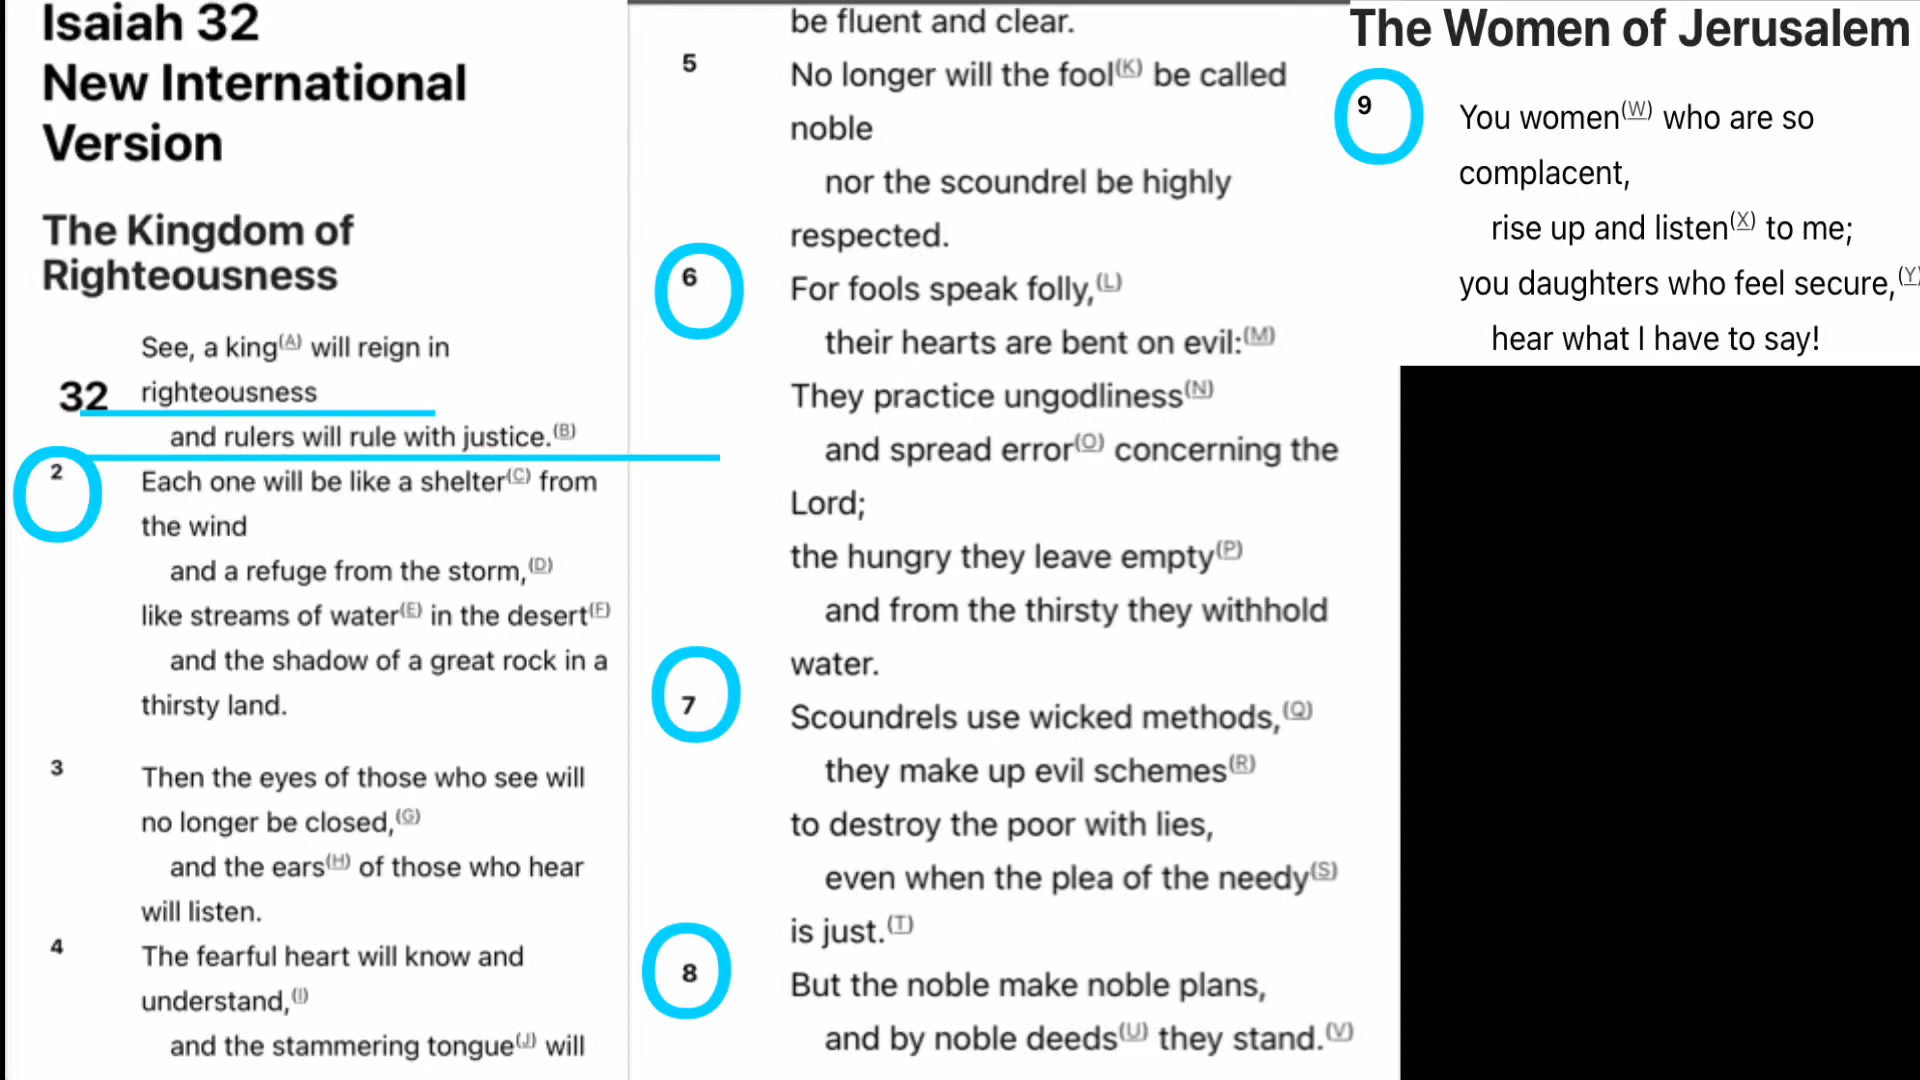 Isaiah 32
New International
Version
The Kingdom of
Righteousness
See, a king(A) will reign in
32 righteousness
and rulers will rule with justice.(B)
2 Each one will be like a shelter(C) from
the wind
and a refuge from the storm,(D)
like streams of water(E) in the desert(F)
and the shadow of a great rock in a
thirsty land.
3 Then the eyes of those who see will
no longer be closed,(G)
and the ears(H) of those who hear
will listen.
4 The fearful heart will know and
understand,(I)
and the stammering tongue(J) will
be fluent and clear.
5 No longer will the fool(K) be called
noble
nor the scoundrel be highly
respected.
6 For fools speak folly,(L)
their hearts are bent on evil:(M)
They practice ungodliness(N)
and spread error(O) concerning the
Lord;
the hungry they leave empty(P)
and from the thirsty they withhold
water.
7 Scoundrels use wicked methods,(Q)
they make up evil schemes(R)
to destroy the poor with lies,
even when the plea of the needy(S)
is just.(T)
8 But the noble make noble plans,
and by noble deeds(U) they stand.(V)
The Women of Jerusalem
9 You women(W) who are so
complacent,
rise up and listen(X) to me;
you daughters who feel secure,(Y)
hear what I have to say!